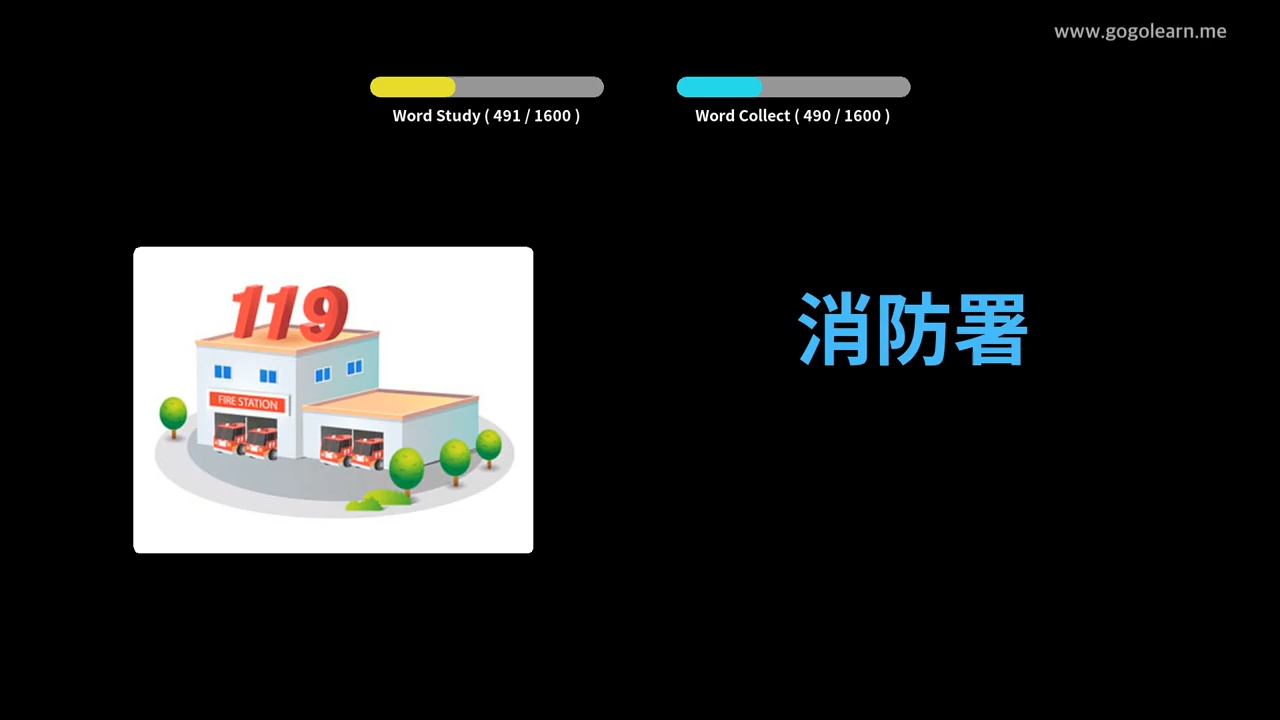 www.gogolearn.me
Word Study ( 491 / 1600 )
Word Collect ( 490 / 1600 )
119
FIRE STATION
消防署